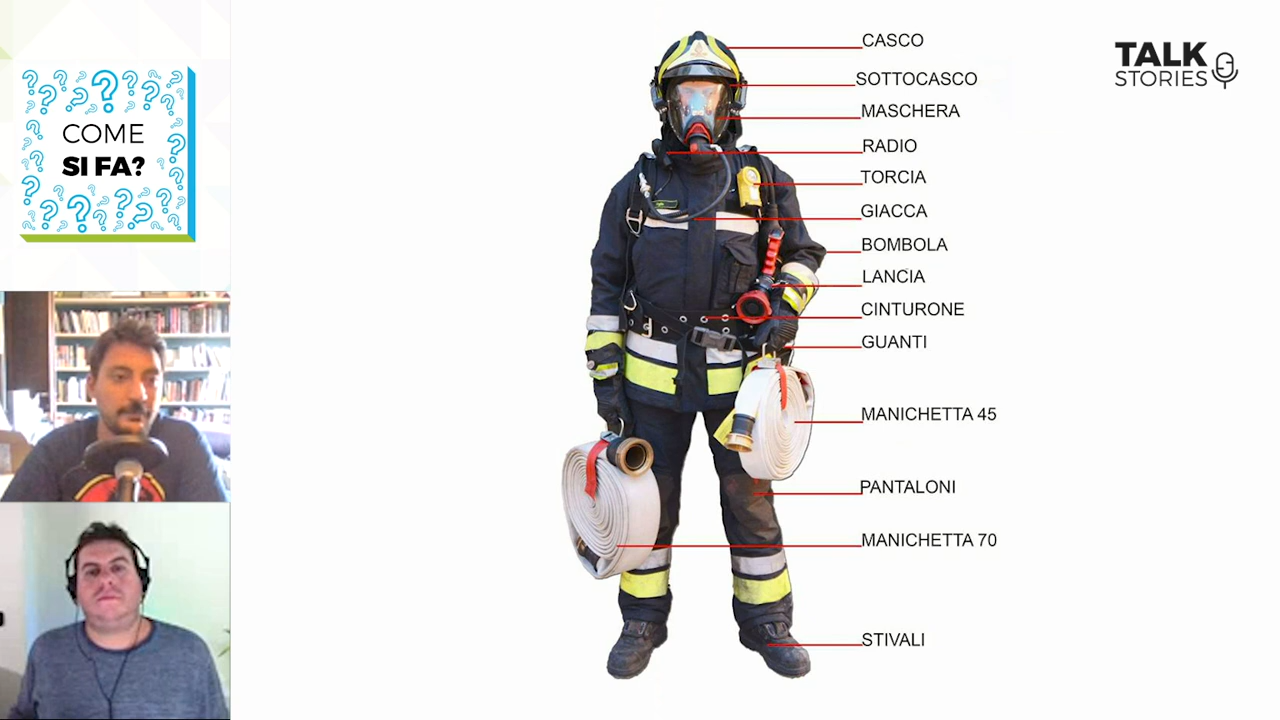 COME
SI FA?
TALK
STORIES
CASCO
SOTTOCASCO
MASCHERA
RADIO
TORCIA
GIACCA
BOMBOLA
LANCIA
CINTURONE
GUANTI
MANICHETTA 45
PANTALONI
MANICHETTA 70
STIVALI